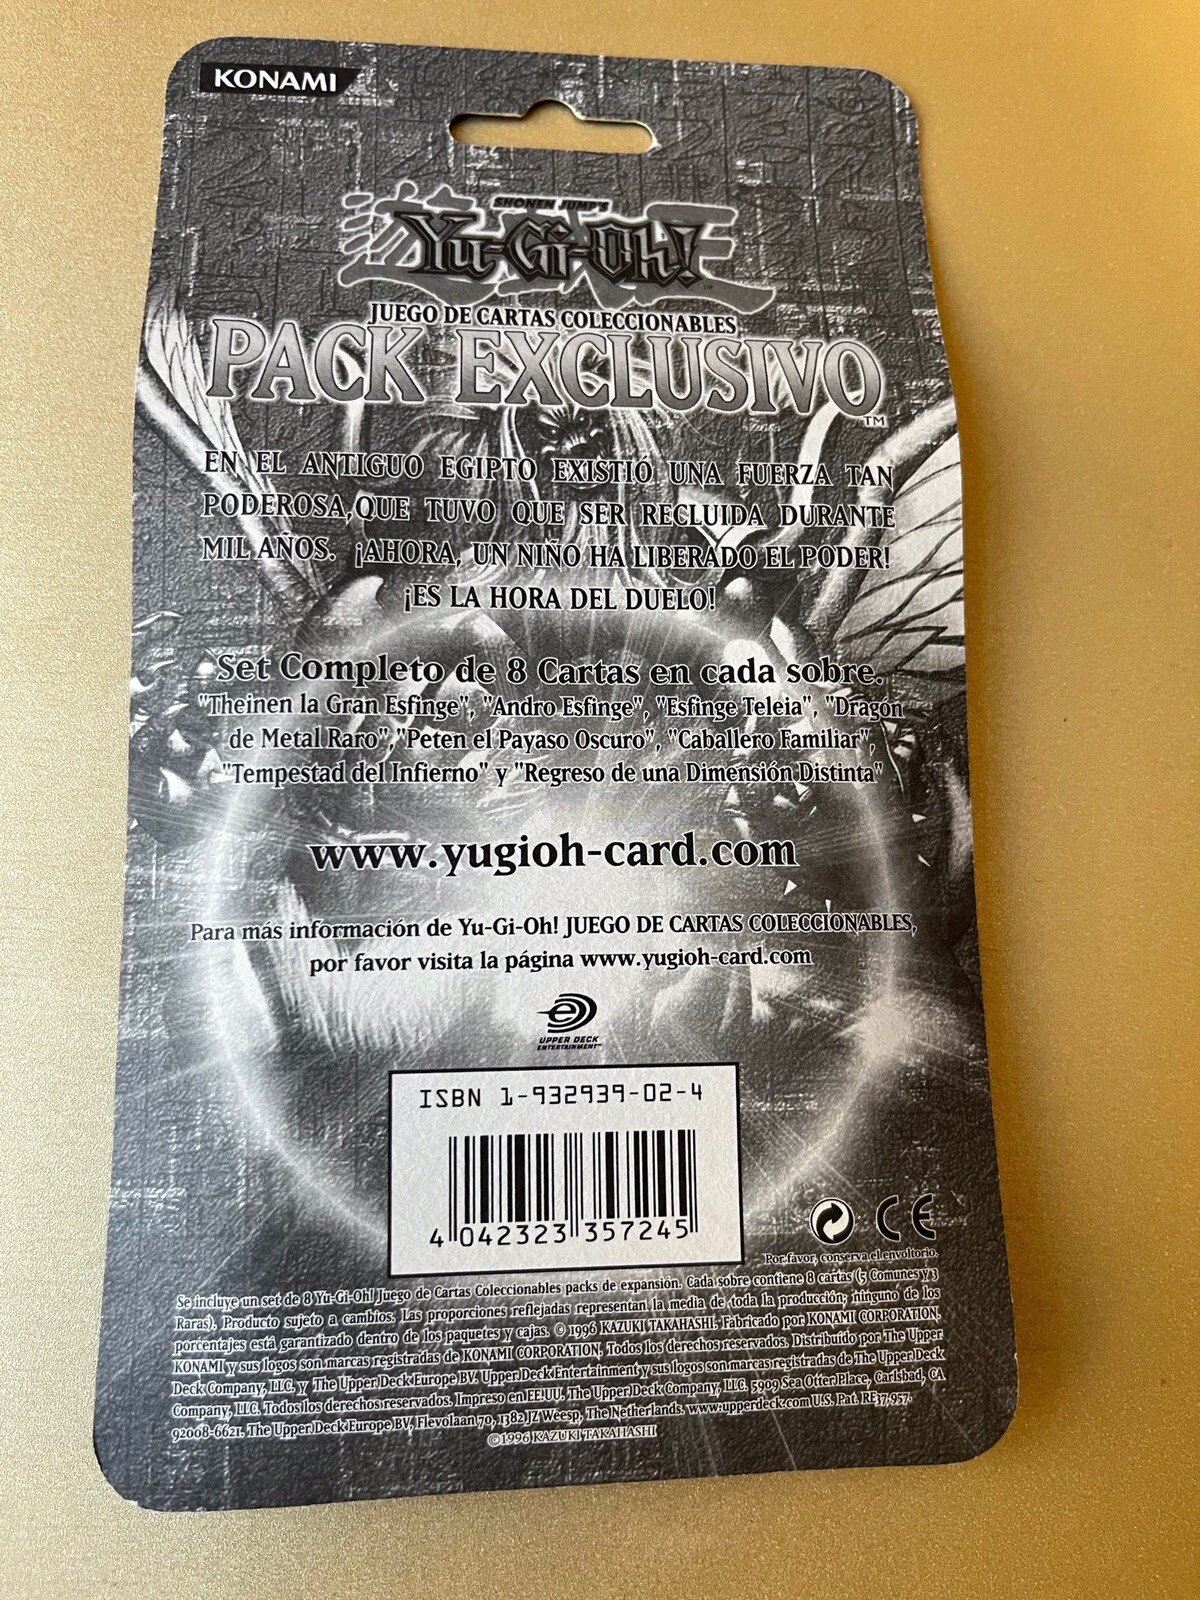 KONAMI
SHONEN JUMP'S
Yu-Gi-Oh!
JUEGO DE CARTAS COLECCIONABLES
PACK EXCLUSIVO™
EN EL ANTIGUO EGIPTO EXISTIÓ UNA FUERZA TAN
PODEROSA,QUE TUVO QUE SER RECLUIDA DURANTE
MIL AÑOS. ¡AHORA, UN NIÑO HA LIBERADO EL PODER!
¡ES LA HORA DEL DUELO!
Set Completo de 8 Cartas en cada sobre.
"Theinen la Gran Esfinge", "Andro Esfinge", "Esfinge Teleia", "Dragón
de Metal Raro","Peten el Payaso Oscuro", "Caballero Familiar",
"Tempestad del Infierno" y "Regreso de una Dimensión Distinta"
www.yugioh-card.com
Para más información de Yu-Gi-Oh! JUEGO DE CARTAS COLECCIONABLES,
por favor visita la página www.yugioh-card.com
UPPER DECK
ENTERTAINMENT™
ISBN 1-932939-02-4
4 042323 357245
CE
Por favor, conserva el envoltorio.
Se incluye un set de 8 Yu-Gi-Oh! Juego de Cartas Coleccionables packs de expansión. Cada sobre contiene 8 cartas (5 Comunes y 3
Raras). Producto sujeto a cambios. Las proporciones reflejadas representan la media de toda la producción; ninguno de los
porcentajes está garantizado dentro de los paquetes y cajas. © 1996 KAZUKI TAKAHASHI. Fabricado por KONAMI CORPORATION.
KONAMI y sus logos son marcas registradas de KONAMI CORPORATION. Todos los derechos reservados. Distribuido por The Upper
Deck Company, LLC. y The Upper Deck Europe BV. Upper Deck Entertainment y sus logos son marcas registradas de The Upper Deck
Company, LLC. Todos los derechos reservados. Impreso en EE.UU. The Upper Deck Company, LLC. 5909 Sea Otter Place, Carlsbad, CA
92008-6621. The Upper Deck Europe BV, Flevolaan 70, 1382 JZ Weesp, The Netherlands. www.upperdeck.com U.S. Pat. RE37,957.
©1996 KAZUKI TAKAHASHI